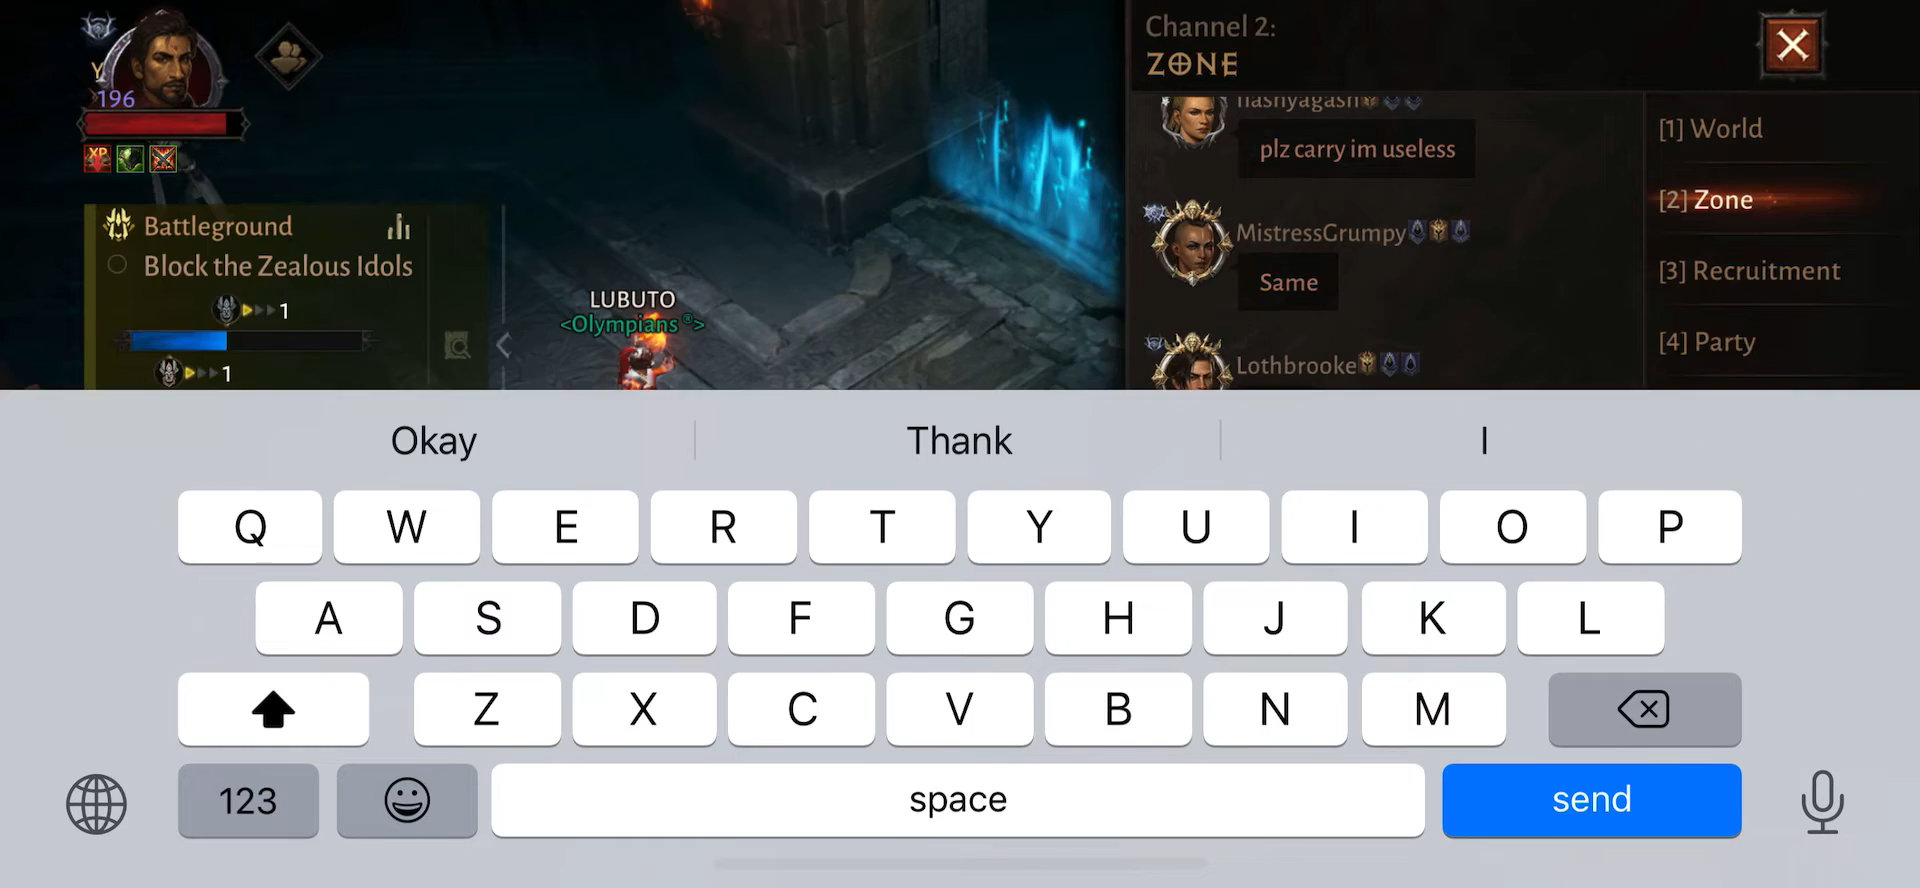 196
XP
Battleground
Block the Zealous Idols
1
1
LUBUTO
<Olympians ®>
Channel 2:
ZONE
plz carry im useless
MistressGrumpy
Same
Lothbrooke
[1] World
[2] Zone
[3] Recruitment
[4] Party
Okay
Thank
I
Q W E R T Y U I O P
A S D F G H J K L
Z X C V B N M
123
space
send